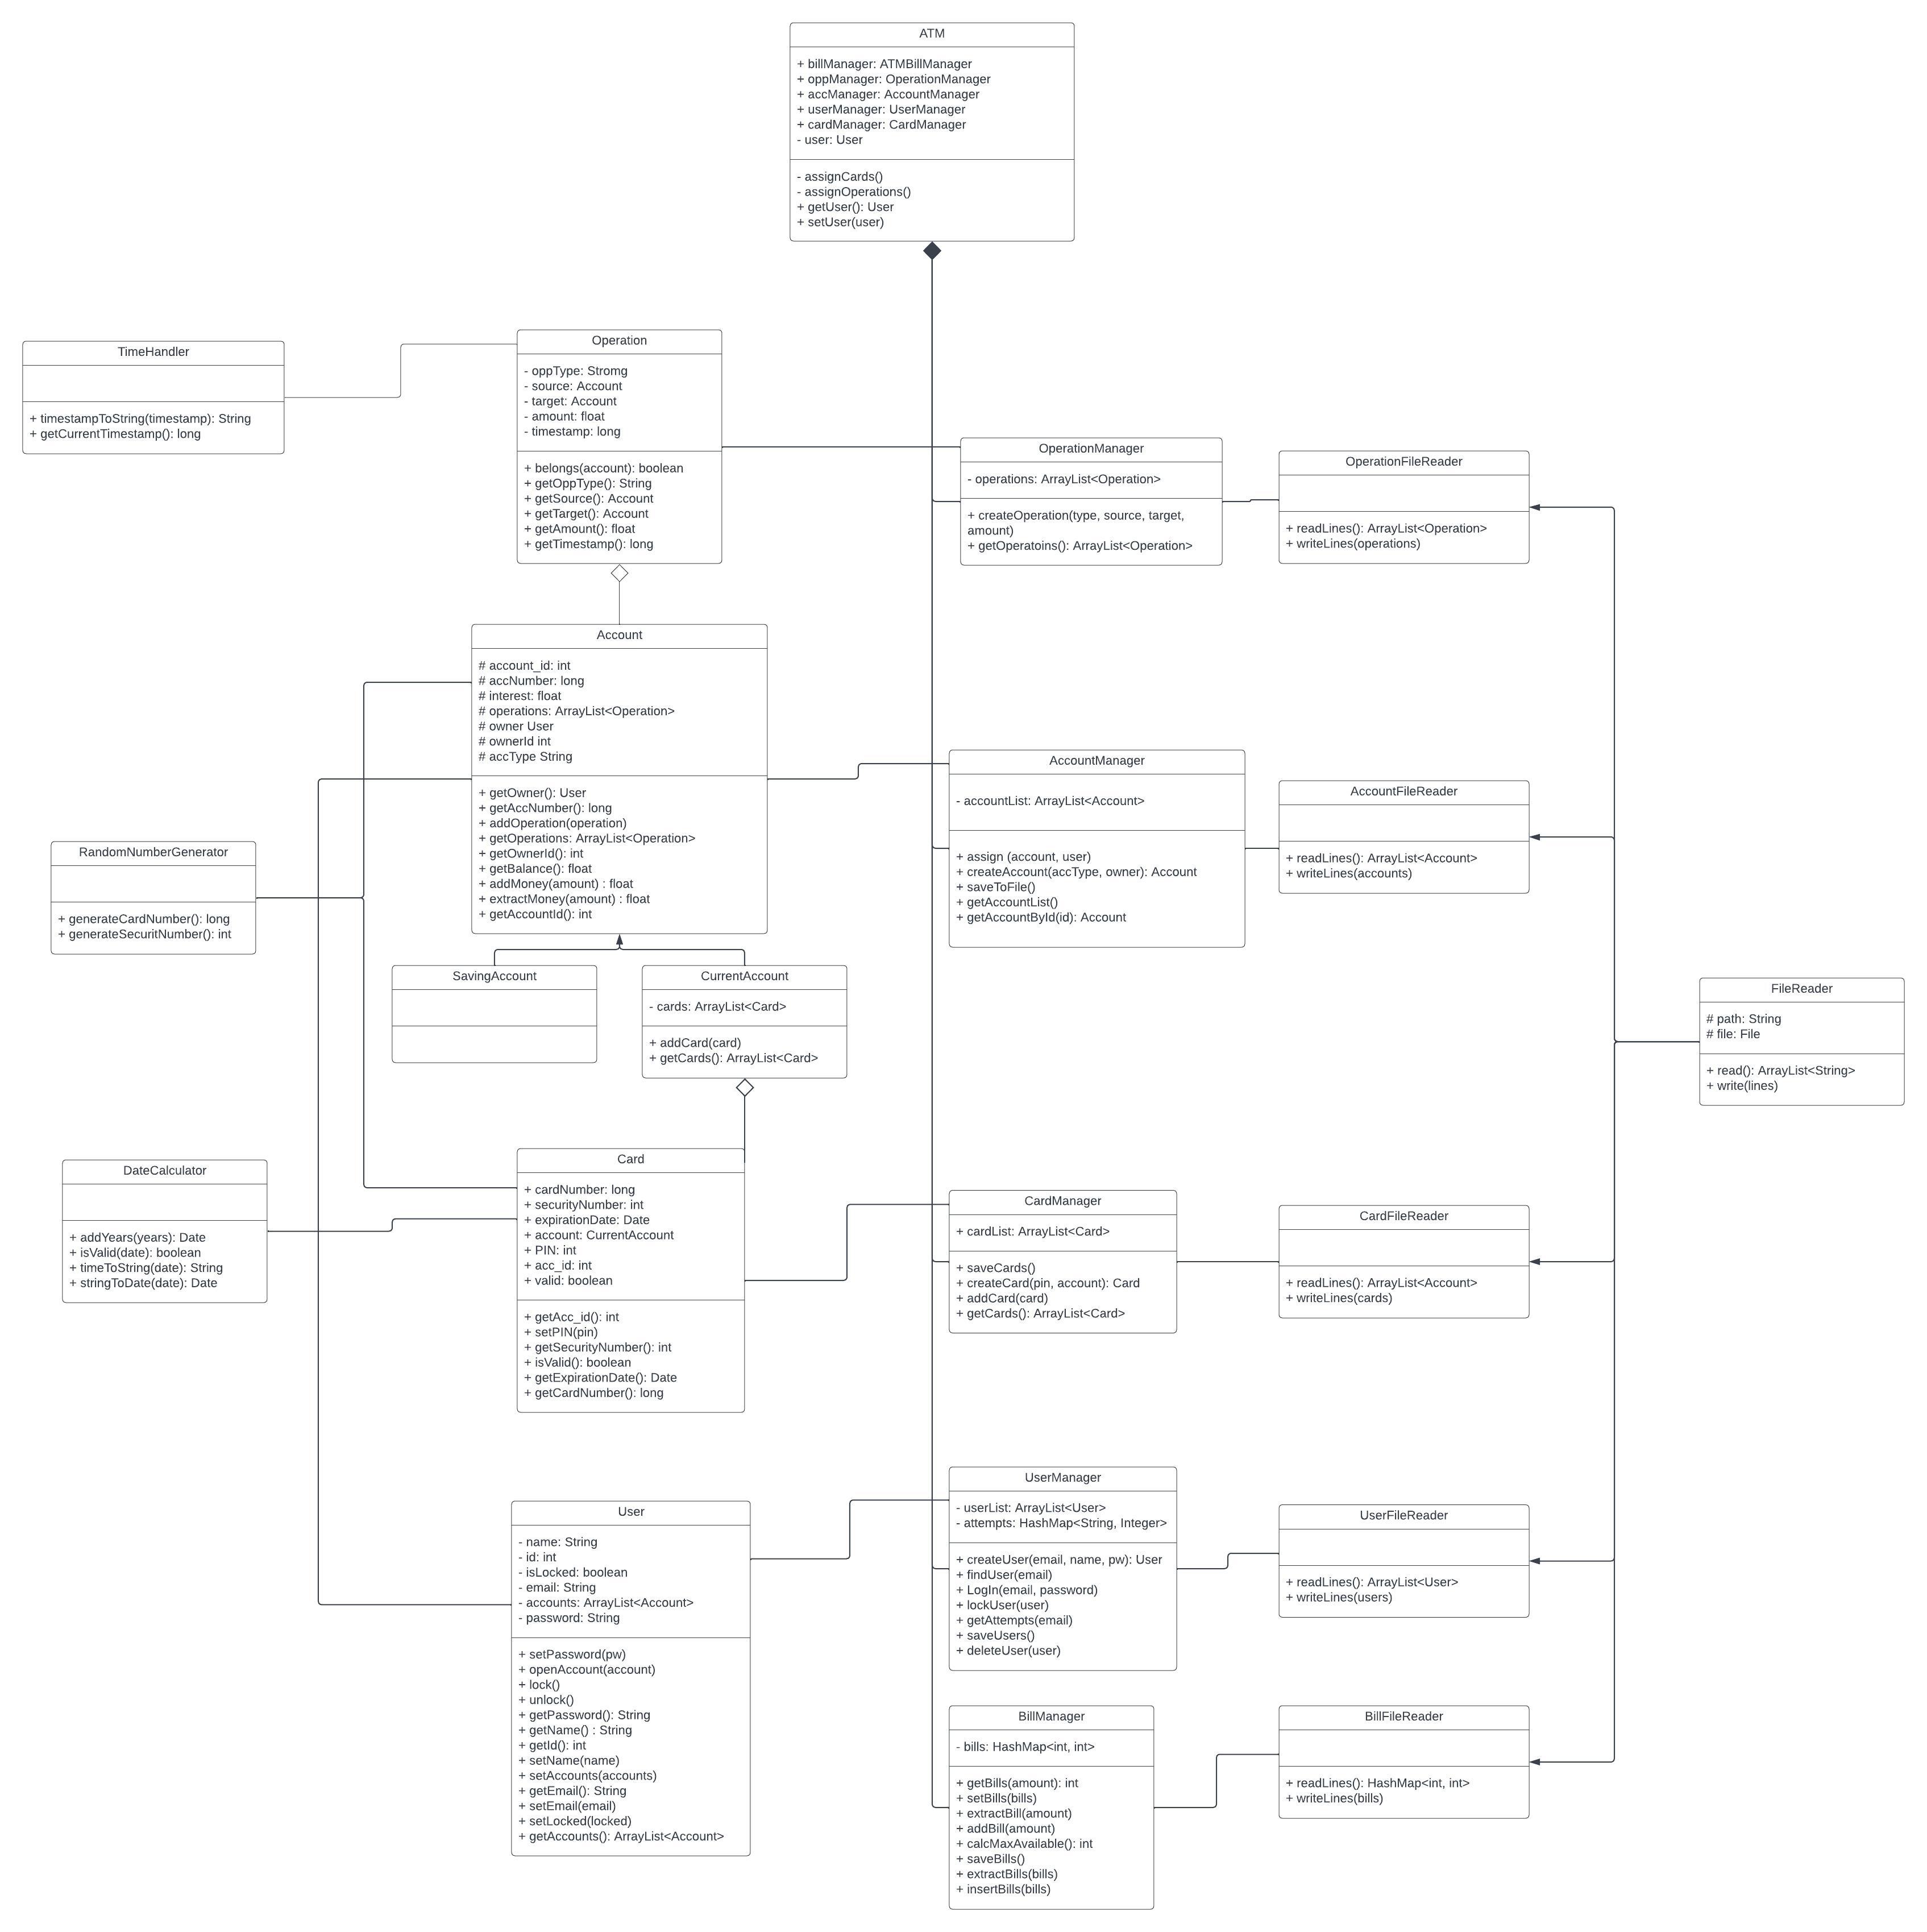 ATM
+ billManager: ATMBillManager
+ oppManager: OperationManager
+ accManager: AccountManager
+ userManager: UserManager
+ cardManager: CardManager
- user: User
- assignCards()
- assignOperations()
+ getUser(): User
+ setUser(user)
TimeHandler
+ timestampToString(timestamp): String
+ getCurrentTimestamp(): long
Operation
- oppType: Stromg
- source: Account
- target: Account
- amount: float
- timestamp: long
+ belongs(account): boolean
+ getOppType(): String
+ getSource(): Account
+ getTarget(): Account
+ getAmount(): float
+ getTimestamp(): long
OperationManager
- operations: ArrayList<Operation>
+ createOperation(type, source, target,
amount)
+ getOperatoins(): ArrayList<Operation>
OperationFileReader
+ readLines(): ArrayList<Operation>
+ writeLines(operations)
Account
# account_id: int
# accNumber: long
# interest: float
# operations: ArrayList<Operation>
# owner User
# ownerId int
# accType String
+ getOwner(): User
+ getAccNumber(): long
+ addOperation(operation)
+ getOperations: ArrayList<Operation>
+ getOwnerId(): int
+ getBalance(): float
+ addMoney(amount) : float
+ extractMoney(amount) : float
+ getAccountId(): int
AccountManager
- accountList: ArrayList<Account>
+ assign (account, user)
+ createAccount(accType, owner): Account
+ saveToFile()
+ getAccountList()
+ getAccountById(id): Account
AccountFileReader
+ readLines(): ArrayList<Account>
+ writeLines(accounts)
RandomNumberGenerator
+ generateCardNumber(): long
+ generateSecuritNumber(): int
SavingAccount
CurrentAccount
- cards: ArrayList<Card>
+ addCard(card)
+ getCards(): ArrayList<Card>
FileReader
# path: String
# file: File
+ read(): ArrayList<String>
+ write(lines)
DateCalculator
+ addYears(years): Date
+ isValid(date): boolean
+ timeToString(date): String
+ stringToDate(date): Date
Card
+ cardNumber: long
+ securityNumber: int
+ expirationDate: Date
+ account: CurrentAccount
+ PIN: int
+ acc_id: int
+ valid: boolean
+ getAcc_id(): int
+ setPIN(pin)
+ getSecurityNumber(): int
+ isValid(): boolean
+ getExpirationDate(): Date
+ getCardNumber(): long
CardManager
+ cardList: ArrayList<Card>
+ saveCards()
+ createCard(pin, account): Card
+ addCard(card)
+ getCards(): ArrayList<Card>
CardFileReader
+ readLines(): ArrayList<Account>
+ writeLines(cards)
User
- name: String
- id: int
- isLocked: boolean
- email: String
- accounts: ArrayList<Account>
- password: String
+ setPassword(pw)
+ openAccount(account)
+ lock()
+ unlock()
+ getPassword(): String
+ getName() : String
+ getId(): int
+ setName(name)
+ setAccounts(accounts)
+ getEmail(): String
+ setEmail(email)
+ setLocked(locked)
+ getAccounts(): ArrayList<Account>
UserManager
- userList: ArrayList<User>
- attempts: HashMap<String, Integer>
+ createUser(email, name, pw): User
+ findUser(email)
+ LogIn(email, password)
+ lockUser(user)
+ getAttempts(email)
+ saveUsers()
+ deleteUser(user)
UserFileReader
+ readLines(): ArrayList<User>
+ writeLines(users)
BillManager
- bills: HashMap<int, int>
+ getBills(amount): int
+ setBills(bills)
+ extractBill(amount)
+ addBill(amount)
+ calcMaxAvailable(): int
+ saveBills()
+ extractBills(bills)
+ insertBills(bills)
BillFileReader
+ readLines(): HashMap<int, int>
+ writeLines(bills)